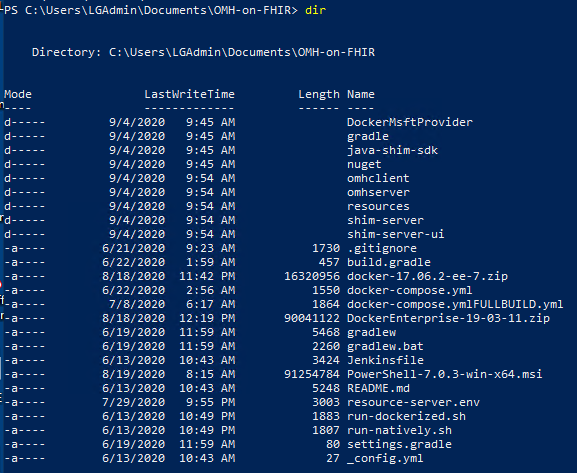 PS C:\Users\LGAdmin\Documents\OMH-on-FHIR> dir
Directory: C:\Users\LGAdmin\Documents\OMH-on-FHIR
Mode LastWriteTime Length Name
---- ------------- ------ ----
d----- 9/4/2020 9:45 AM DockerMsftProvider
d----- 9/4/2020 9:45 AM gradle
d----- 9/4/2020 9:45 AM java-shim-sdk
d----- 9/4/2020 9:45 AM nuget
d----- 9/4/2020 9:54 AM omhclient
d----- 9/4/2020 9:54 AM omhserver
d----- 9/4/2020 9:54 AM resources
d----- 9/4/2020 9:54 AM shim-server
d----- 9/4/2020 9:54 AM shim-server-ui
-a---- 6/21/2020 9:23 AM 1730 .gitignore
-a---- 6/22/2020 1:59 AM 457 build.gradle
-a---- 8/18/2020 11:42 PM 16320956 docker-17.06.2-ee-7.zip
-a---- 6/22/2020 2:56 AM 1550 docker-compose.yml
-a---- 7/8/2020 6:17 AM 1864 docker-compose.ymlFULLBUILD.yml
-a---- 8/18/2020 12:19 PM 90041122 DockerEnterprise-19-03-11.zip
-a---- 6/19/2020 11:59 AM 5468 gradlew
-a---- 6/19/2020 11:59 AM 2260 gradlew.bat
-a---- 6/13/2020 10:43 AM 3424 Jenkinsfile
-a---- 8/19/2020 8:15 AM 91254784 PowerShell-7.0.3-win-x64.msi
-a---- 6/13/2020 10:43 AM 5248 README.md
-a---- 7/29/2020 9:55 PM 3003 resource-server.env
-a---- 6/13/2020 10:49 PM 1883 run-dockerized.sh
-a---- 6/13/2020 10:49 PM 1807 run-natively.sh
-a---- 6/19/2020 11:59 AM 80 settings.gradle
-a---- 6/13/2020 10:43 AM 27 _config.yml